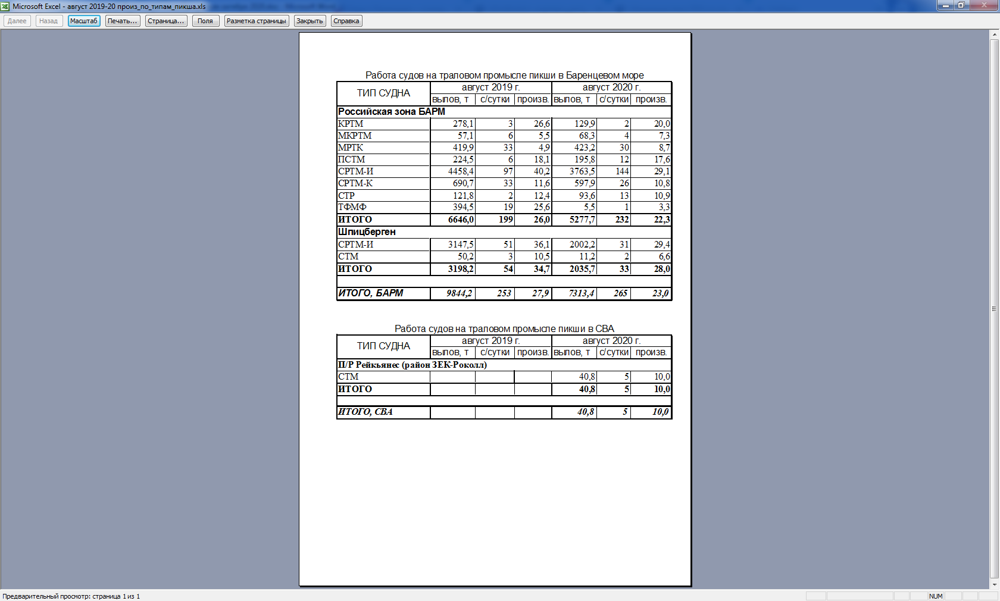 Microsoft Excel - август 2019-20 произ_по_типам_пикша.xls
Далее Назад Масштаб Печать... Страница... Поля Разметка страницы Закрыть Справка
Работа судов на траловом промысле пикши в Баренцевом море
ТИП СУДНА август 2019 г. август 2020 г.
вылов, т с/сутки произв. вылов, т с/сутки произв.
Российская зона БАРМ
КРТМ 278,1 3 26,6 129,9 2 20,0
МКРТМ 57,1 6 5,5 68,3 4 7,3
МРТК 419,9 33 4,9 423,2 30 8,7
ПСТМ 224,5 6 18,1 195,8 12 17,6
СРТМ-И 4458,4 97 40,2 3763,5 144 29,1
СРТМ-К 690,7 33 11,6 597,9 26 10,8
СТР 121,8 2 12,4 93,6 13 10,9
ТФМФ 394,5 19 25,6 5,5 1 3,3
ИТОГО 6646,0 199 26,0 5277,7 232 22,3
Шпицберген
СРТМ-И 3147,5 51 36,1 2002,2 31 29,4
СТМ 50,2 3 10,5 11,2 2 6,6
ИТОГО 3198,2 54 34,7 2035,7 33 28,0
ИТОГО, БАРМ 9844,2 253 27,9 7313,4 265 23,0
Работа судов на траловом промысле пикши в СВА
ТИП СУДНА август 2019 г. август 2020 г.
вылов, т с/сутки произв. вылов, т с/сутки произв.
П/Р Рейкьянес (район ЗЕК-Роколл)
СТМ 40,8 5 10,0
ИТОГО 40,8 5 10,0
ИТОГО, СВА 40,8 5 10,0
Предварительный просмотр: страница 1 из 1
NUM